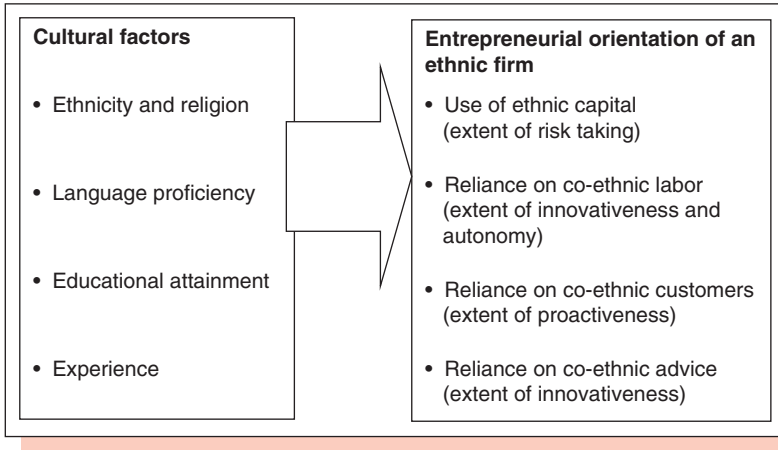 Cultural factors
• Ethnicity and religion
• Language proficiency
• Educational attainment
• Experience
Entrepreneurial orientation of an
ethnic firm
• Use of ethnic capital
(extent of risk taking)
• Reliance on co-ethnic labor
(extent of innovativeness and
autonomy)
• Reliance on co-ethnic customers
(extent of proactiveness)
• Reliance on co-ethnic advice
(extent of innovativeness)